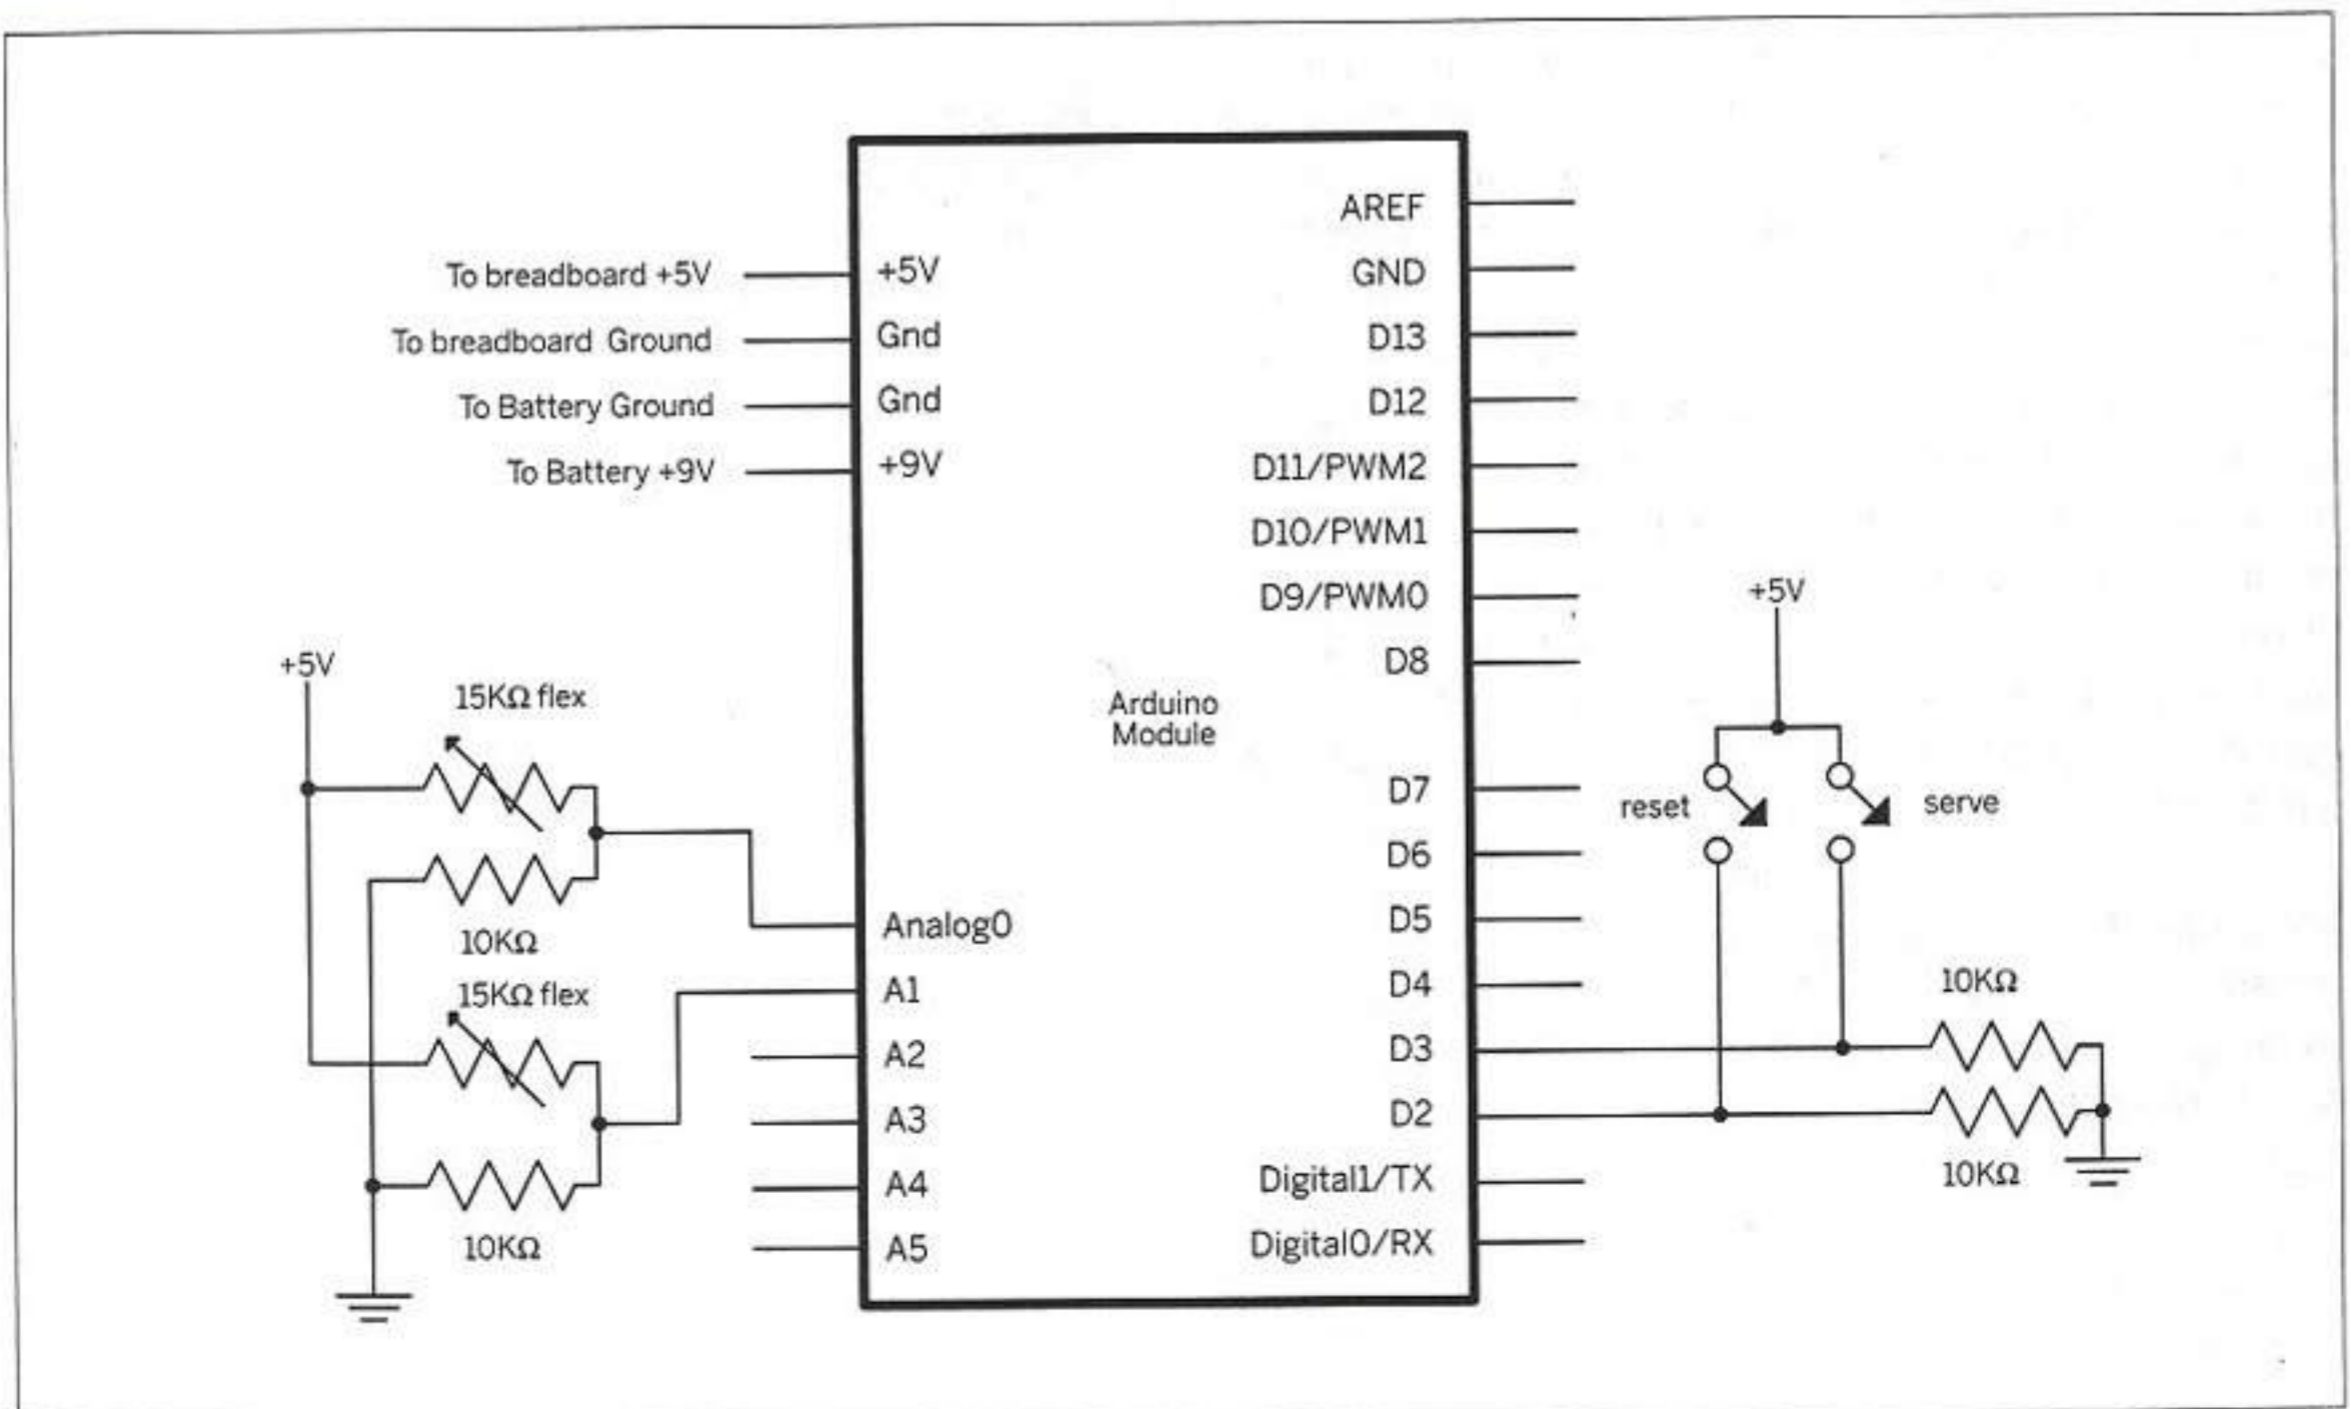 To breadboard +5V
To breadboard Ground
To Battery Ground
To Battery +9V
+5V
Gnd
Gnd
+9V
AREF
GND
D13
D12
D11/PWM2
D10/PWM1
D9/PWM0
D8
Arduino
Module
D7
D6
D5
D4
D3
D2
Digital1/TX
Digital0/RX
Analog0
A1
A2
A3
A4
A5
+5V
15KΩ flex
10KΩ
15KΩ flex
10KΩ
+5V
reset
serve
10KΩ
10KΩ